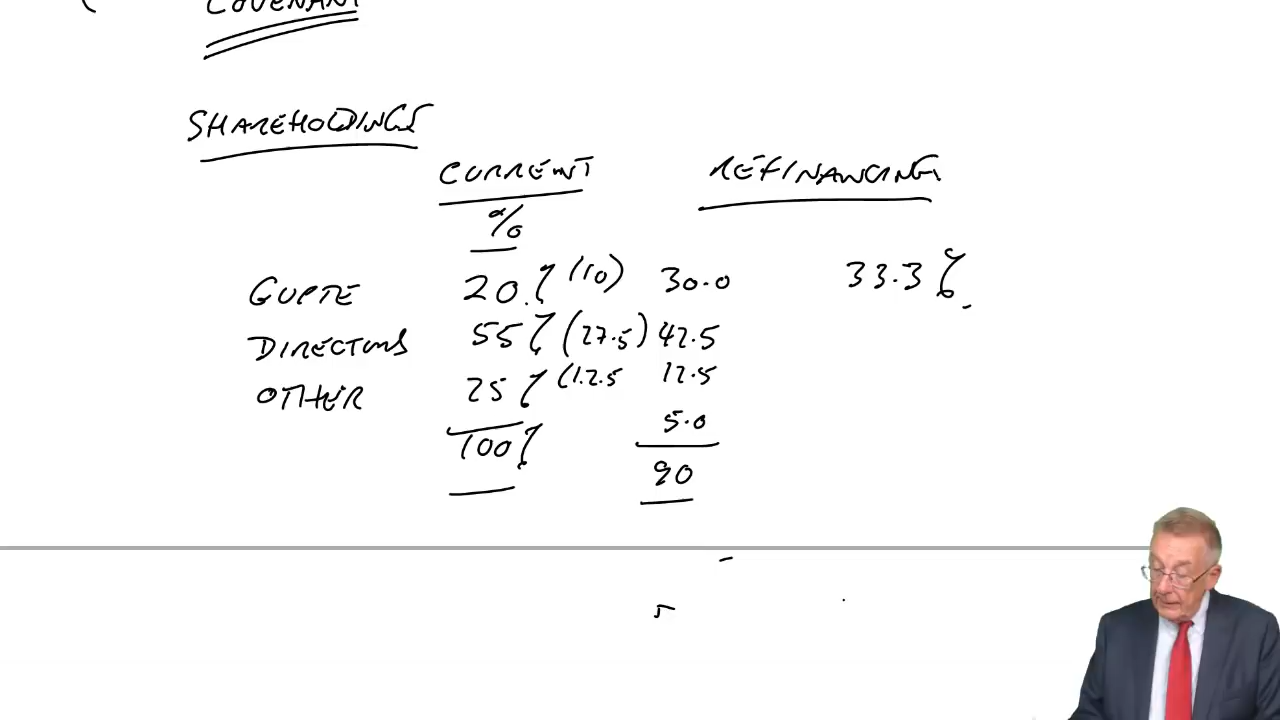 COVENANT
SHAREHOLDINGS
CURRENT REFINANCING
%
GUPTE 20% (10) 30.0 33.3%
DIRECTORS 55% (27.5) 42.5
OTHER 25% (12.5 12.5
5.0
100% 90
5